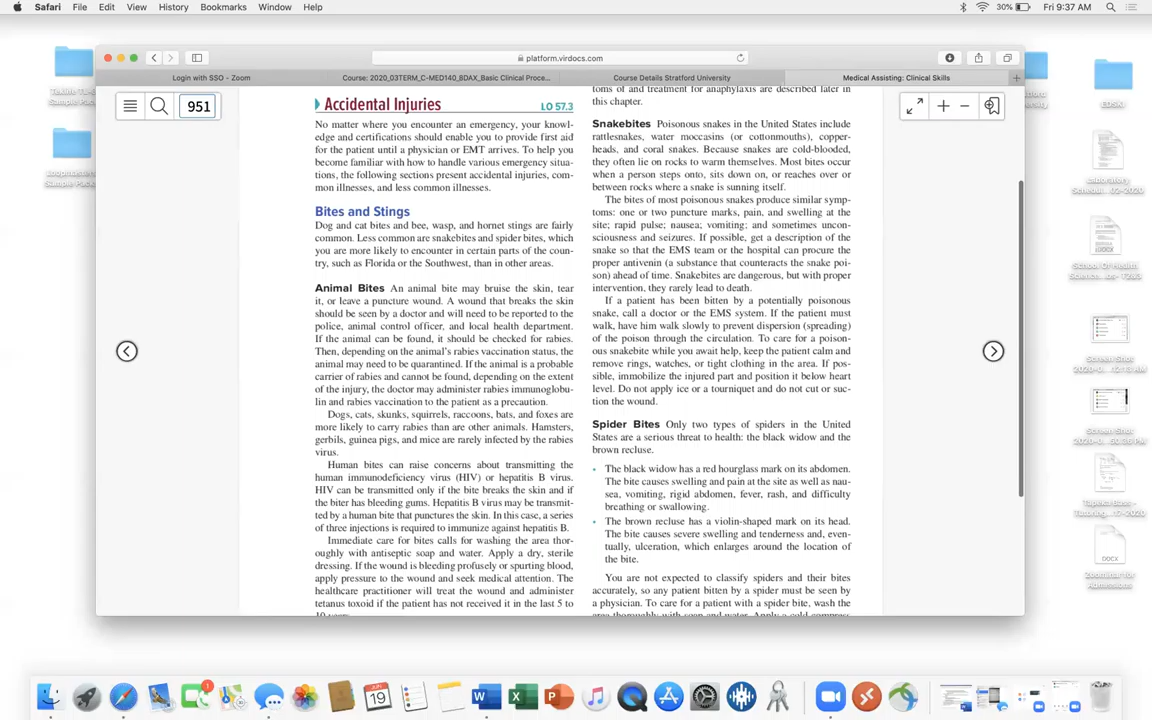 Safari File Edit View History Bookmarks Window Help
30% Fri 9:37 AM
platform.virdocs.com
Login with SSO - Zoom
Course: 2020_03TERM_C-MED140_BDAX_Basic Clinical Proce...
Course Details Stratford University
Medical Assisting: Clinical Skills
951
Accidental Injuries
LO 57.3
No matter where you encounter an emergency, your knowl-
edge and certifications should enable you to provide first aid
for the patient until a physician or EMT arrives. To help you
become familiar with how to handle various emergency situa-
tions, the following sections present accidental injuries, com-
mon illnesses, and less common illnesses.
Bites and Stings
Dog and cat bites and bee, wasp, and hornet stings are fairly
common. Less common are snakebites and spider bites, which
you are more likely to encounter in certain parts of the coun-
try, such as Florida or the Southwest, than in other areas.
Animal Bites An animal bite may bruise the skin, tear
it, or leave a puncture wound. A wound that breaks the skin
should be seen by a doctor and will need to be reported to the
police, animal control officer, and local health department.
If the animal can be found, it should be checked for rabies.
Then, depending on the animal's rabies vaccination status, the
animal may need to be quarantined. If the animal is a probable
carrier of rabies and cannot be found, depending on the extent
of the injury, the doctor may administer rabies immunoglobu-
lin and rabies vaccination to the patient as a precaution.
Dogs, cats, skunks, squirrels, raccoons, bats, and foxes are
more likely to carry rabies than are other animals. Hamsters,
gerbils, guinea pigs, and mice are rarely infected by the rabies
virus.
Human bites can raise concerns about transmitting the
human immunodeficiency virus (HIV) or hepatitis B virus.
HIV can be transmitted only if the bite breaks the skin and if
the biter has bleeding gums. Hepatitis B virus may be transmit-
ted by a human bite that punctures the skin. In this case, a series
of three injections is required to immunize against hepatitis B.
Immediate care for bites calls for washing the area thor-
oughly with antiseptic soap and water. Apply a dry, sterile
dressing. If the wound is bleeding profusely or spurting blood,
apply pressure to the wound and seek medical attention. The
healthcare practitioner will treat the wound and administer
tetanus toxoid if the patient has not received it in the last 5 to
10 years.
toms of and treatment for anaphylaxis are described later in
this chapter.
Snakebites Poisonous snakes in the United States include
rattlesnakes, water moccasins (or cottonmouths), copper-
heads, and coral snakes. Because snakes are cold-blooded,
they often lie on rocks to warm themselves. Most bites occur
when a person steps onto, sits down on, or reaches over or
between rocks where a snake is sunning itself.
The bites of most poisonous snakes produce similar symp-
toms: one or two puncture marks, pain, and swelling at the
site; rapid pulse; nausea; vomiting; and sometimes uncon-
sciousness and seizures. If possible, get a description of the
snake so that the EMS team or the hospital can procure the
proper antivenin (a substance that counteracts the snake poi-
son) ahead of time. Snakebites are dangerous, but with proper
intervention, they rarely lead to death.
If a patient has been bitten by a potentially poisonous
snake, call a doctor or the EMS system. If the patient must
walk, have him walk slowly to prevent dispersion (spreading)
of the poison through the circulation. To care for a poison-
ous snakebite while you await help, keep the patient calm and
remove rings, watches, or tight clothing in the area. If pos-
sible, immobilize the injured part and position it below heart
level. Do not apply ice or a tourniquet and do not cut or suc-
tion the wound.
Spider Bites Only two types of spiders in the United
States are a serious threat to health: the black widow and the
brown recluse.
• The black widow has a red hourglass mark on its abdomen.
The bite causes swelling and pain at the site as well as nau-
sea, vomiting, rigid abdomen, fever, rash, and difficulty
breathing or swallowing.
• The brown recluse has a violin-shaped mark on its head.
The bite causes severe swelling and tenderness and, even-
tually, ulceration, which enlarges around the location of
the bite.
You are not expected to classify spiders and their bites
accurately, so any patient bitten by a spider must be seen by
a physician. To care for a patient with a spider bite, wash the
area thoroughly with soap and water. Apply a cold compress
EDSKI
Screen Shot
Screen Shot
DOCX
JUN
19
1